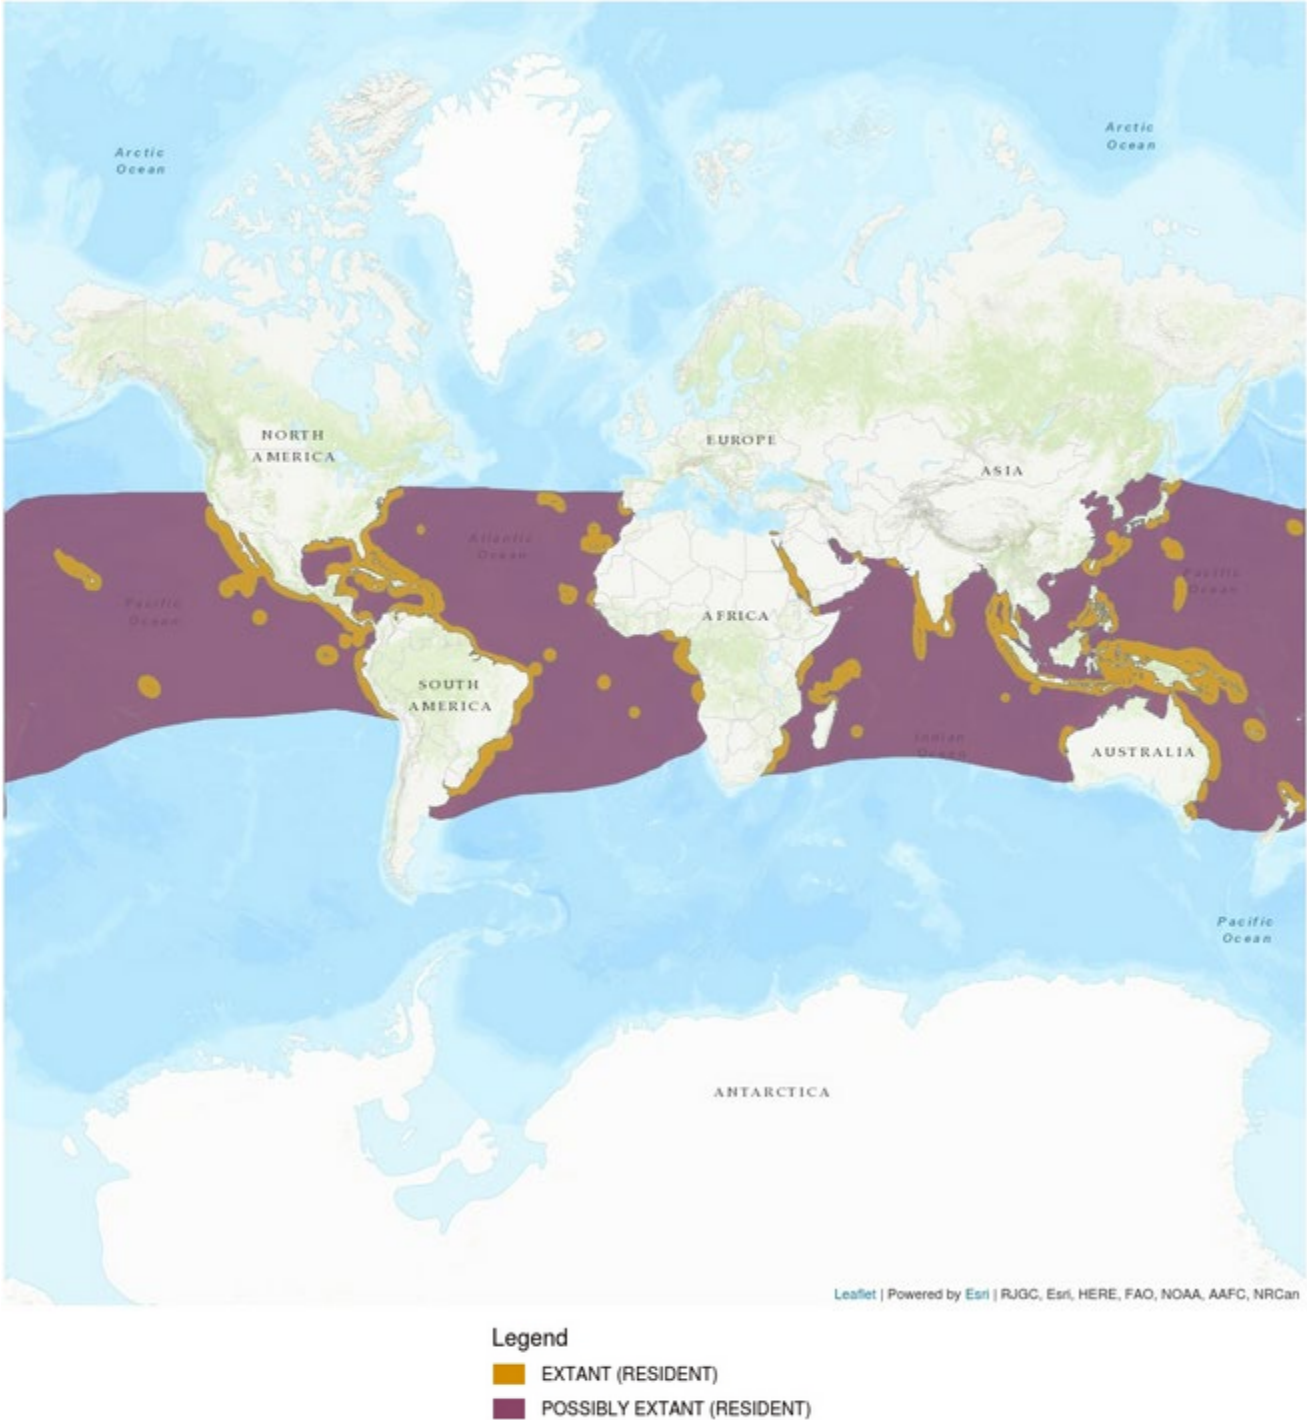 Arctic
Ocean
Arctic
Ocean
NORTH
AMERICA
EUROPE
ASIA
Atlantic
Ocean
Pacific
Ocean
Pacific
Ocean
AFRICA
SOUTH
AMERICA
Indian
Ocean
AUSTRALIA
Pacific
Ocean
ANTARCTICA
Leaflet | Powered by Esri | RJGC, Esri, HERE, FAO, NOAA, AAFC, NRCan
Legend
EXTANT (RESIDENT)
POSSIBLY EXTANT (RESIDENT)